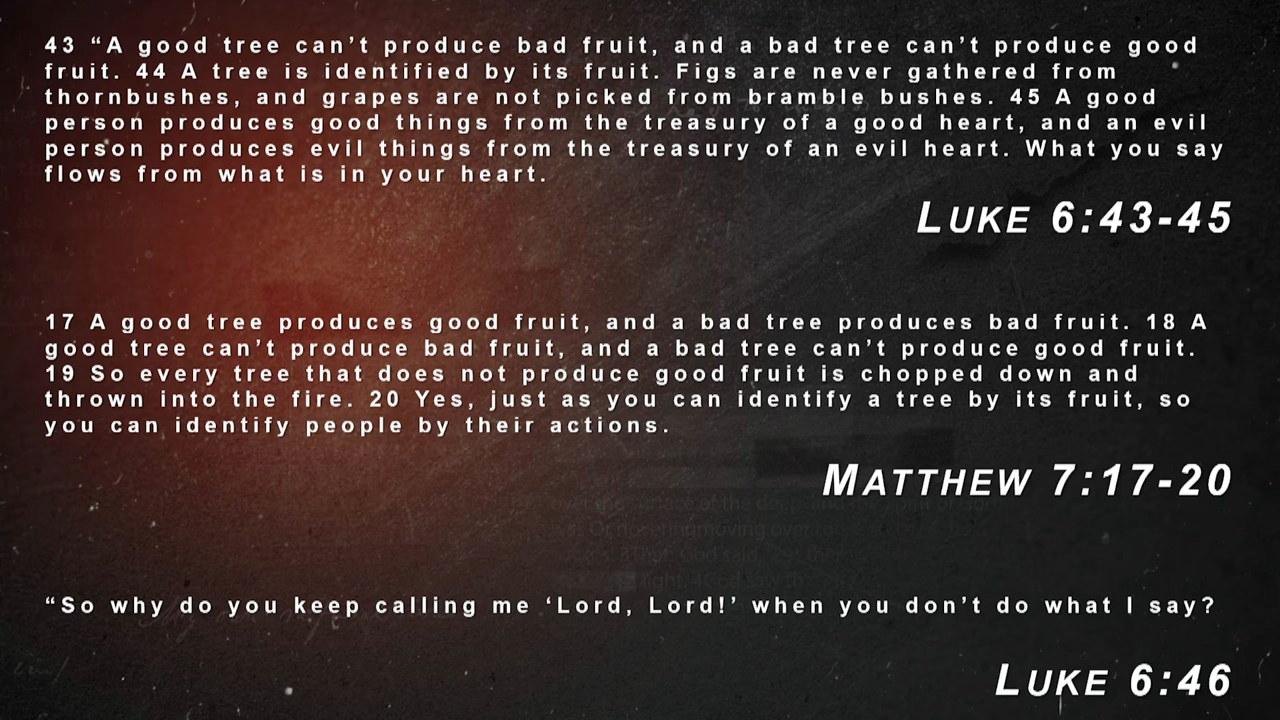 43 “A good tree can’t produce bad fruit, and a bad tree can’t produce good
fruit. 44 A tree is identified by its fruit. Figs are never gathered from
thornbushes, and grapes are not picked from bramble bushes. 45 A good
person produces good things from the treasury of a good heart, and an evil
person produces evil things from the treasury of an evil heart. What you say
flows from what is in your heart.
LUKE 6:43-45
17 A good tree produces good fruit, and a bad tree produces bad fruit. 18 A
good tree can’t produce bad fruit, and a bad tree can’t produce good fruit.
19 So every tree that does not produce good fruit is chopped down and
thrown into the fire. 20 Yes, just as you can identify a tree by its fruit, so
you can identify people by their actions.
MATTHEW 7:17-20
“So why do you keep calling me ‘Lord, Lord!’ when you don’t do what I say?
LUKE 6:46